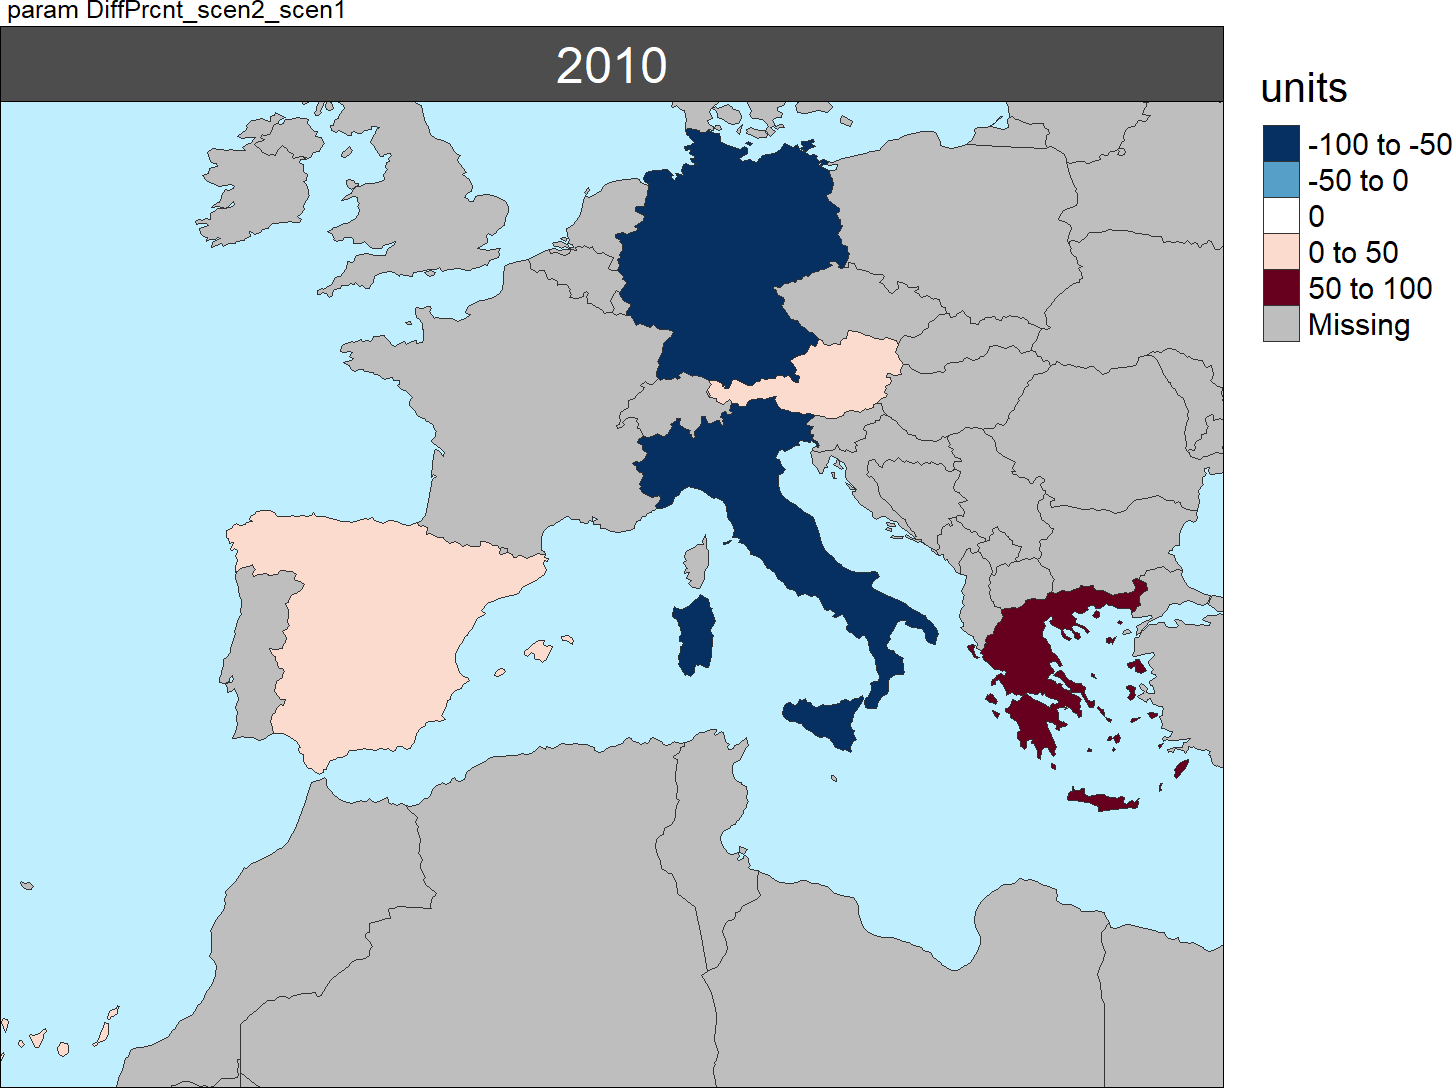 param DiffPrcnt_scen2_scen1
2010
units
-100 to -50
-50 to 0
0
0 to 50
50 to 100
Missing